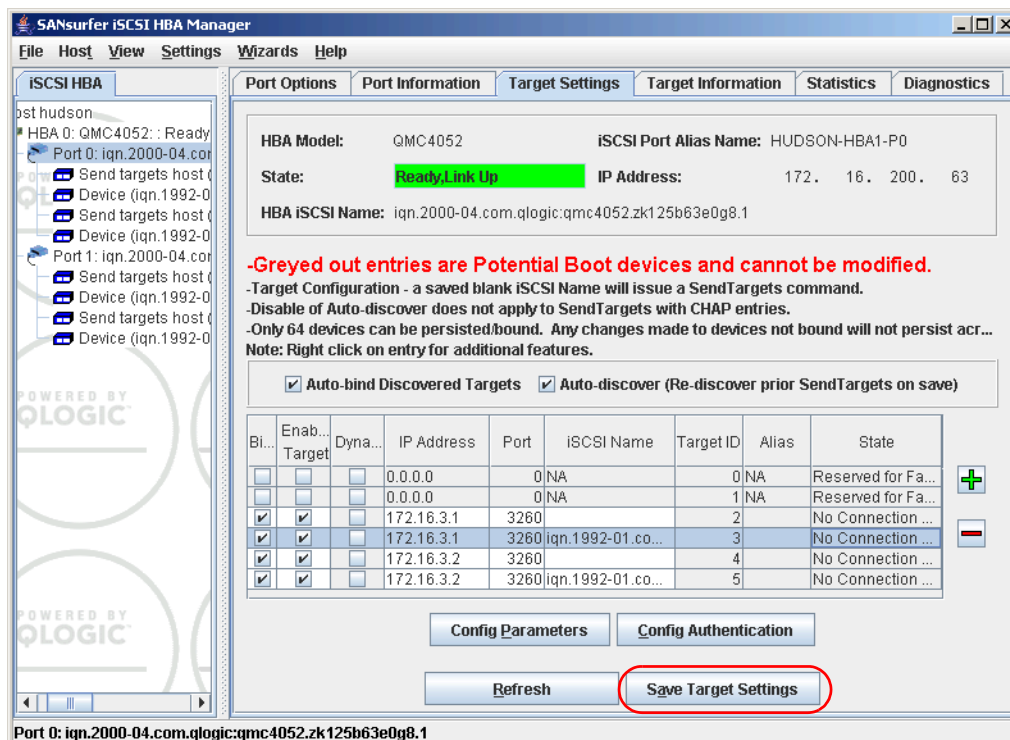 SANsurfer iSCSI HBA Manager
File Host View Settings Wizards Help
iSCSI HBA
ost hudson
HBA 0: QMC4052: : Ready
Port 0: iqn.2000-04.cor
Send targets host (
Device (iqn.1992-0
Send targets host (
Device (iqn.1992-0
Port 1: iqn.2000-04.cor
Send targets host (
Device (iqn.1992-0
Send targets host (
Device (iqn.1992-0
POWERED BY
QLOGIC
POWERED BY
QLOGIC
Port Options Port Information Target Settings Target Information Statistics Diagnostics
HBA Model: QMC4052 iSCSI Port Alias Name: HUDSON-HBA1-P0
State: Ready,Link Up IP Address: 172. 16. 200. 63
HBA iSCSI Name: iqn.2000-04.com.qlogic:qmc4052.zk125b63e0g8.1
-Greyed out entries are Potential Boot devices and cannot be modified.
-Target Configuration - a saved blank iSCSI Name will issue a SendTargets command.
-Disable of Auto-discover does not apply to SendTargets with CHAP entries.
-Only 64 devices can be persisted/bound. Any changes made to devices not bound will not persist acr...
Note: Right click on entry for additional features.
Auto-bind Discovered Targets Auto-discover (Re-discover prior SendTargets on save)
Bi... Enab... Target Dyna... IP Address Port iSCSI Name Target ID Alias State
0.0.0.0 0 NA 0 NA Reserved for Fa...
0.0.0.0 0 NA 1 NA Reserved for Fa...
172.16.3.1 3260 2 No Connection ...
172.16.3.1 3260 iqn.1992-01.co... 3 No Connection ...
172.16.3.2 3260 4 No Connection ...
172.16.3.2 3260 iqn.1992-01.co... 5 No Connection ...
Config Parameters Config Authentication
Refresh Save Target Settings
Port 0: iqn.2000-04.com.qlogic:qmc4052.zk125b63e0g8.1